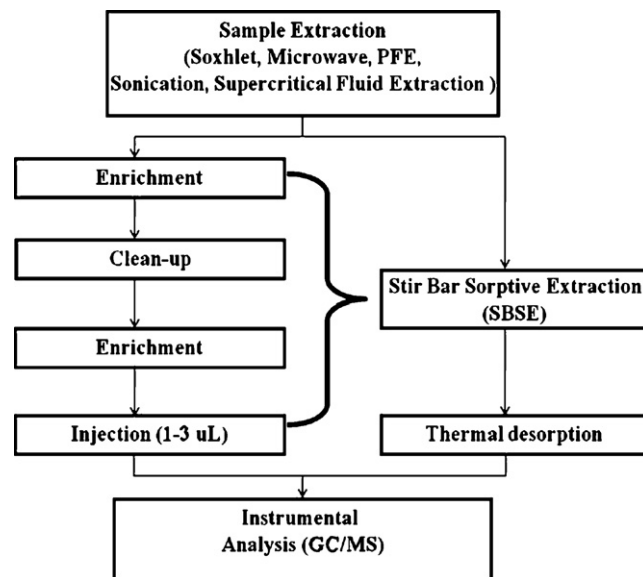 Sample Extraction
(Soxhlet, Microwave, PFE,
Sonication, Supercritical Fluid Extraction )
Enrichment
Clean-up
Enrichment
Injection (1-3 uL)
Stir Bar Sorptive Extraction
(SBSE)
Thermal desorption
Instrumental
Analysis (GC/MS)